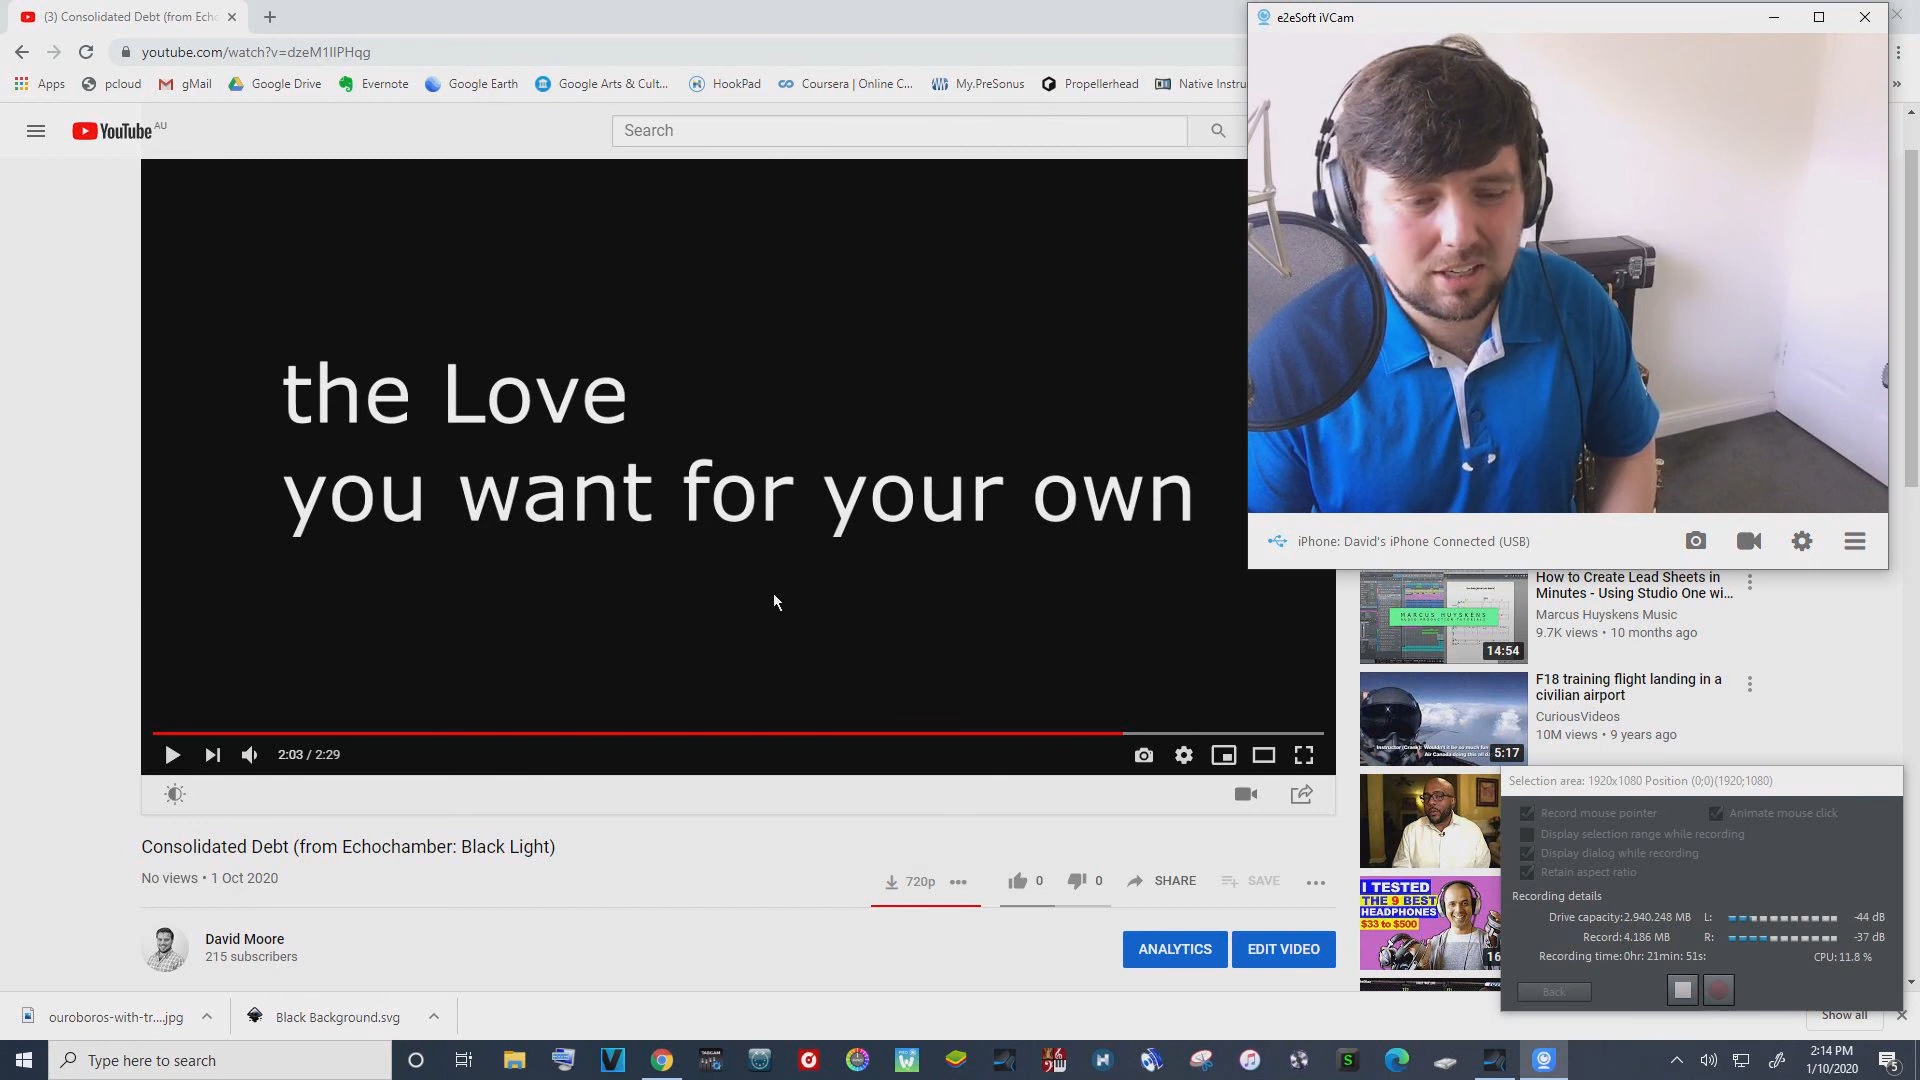 (3) Consolidated Debt (from Echo
e2eSoft iVCam
youtube.com/watch?v=dzeM1IlPHqg
Apps pcloud gMail Google Drive Evernote Google Earth Google Arts & Cult... HookPad Coursera | Online C... My.PreSonus Propellerhead Native Instru
YouTube AU
Search
the Love
you want for your own
iPhone: David's iPhone Connected (USB)
How to Create Lead Sheets in
Minutes - Using Studio One wi...
Marcus Huyskens Music
9.7K views • 10 months ago
MARCUS HUYSKENS
14:54
F18 training flight landing in a
civilian airport
CuriousVideos
10M views • 9 years ago
5:17
2:03 / 2:29
Selection area: 1920x1080 Position (0;0)(1920;1080)
Record mouse pointer Animate mouse click
Display selection range while recording
Display dialog while recording
Retain aspect ratio
Recording details
Drive capacity: 2.940.248 MB L: -44 dB
Record: 4.186 MB R: -37 dB
Recording time: 0hr: 21min: 51s: CPU: 11.8 %
Back
Consolidated Debt (from Echochamber: Black Light)
No views • 1 Oct 2020
720p 0 0 SHARE SAVE
I TESTED
THE 9 BEST
HEADPHONES
$33 to $500
16
David Moore
215 subscribers
ANALYTICS EDIT VIDEO
ouroboros-with-tr....jpg Black Background.svg Show all
Type here to search
2:14 PM
1/10/2020
5